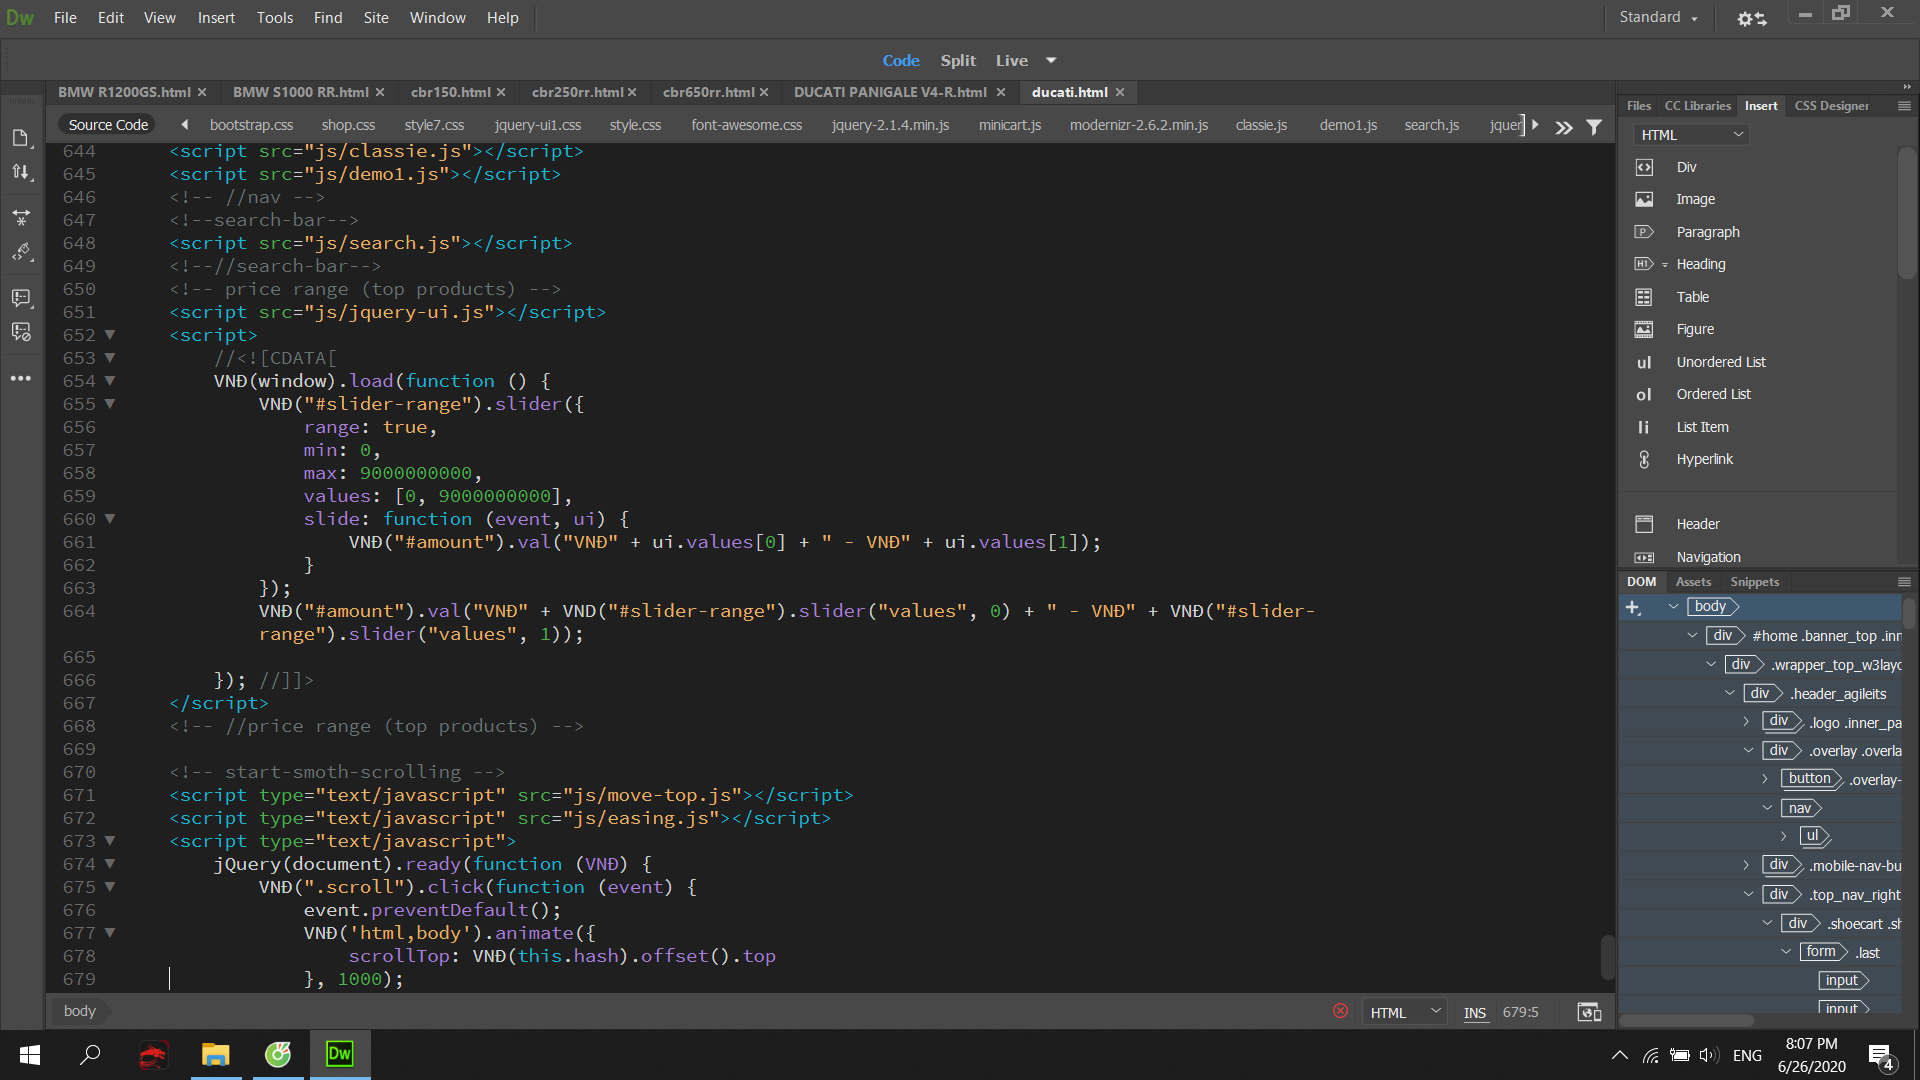 Dw File Edit View Insert Tools Find Site Window Help Standard
Code Split Live
BMW R1200GS.html BMW S1000 RR.html cbr150.html cbr250rr.html cbr650rr.html DUCATI PANIGALE V4-R.html ducati.html
Source Code bootstrap.css shop.css style7.css jquery-ui1.css style.css font-awesome.css jquery-2.1.4.min.js minicart.js modernizr-2.6.2.min.js classie.js demo1.js search.js jquer
644 <script src="js/classie.js"></script>
645 <script src="js/demo1.js"></script>
646 <!-- //nav -->
647 <!--search-bar-->
648 <script src="js/search.js"></script>
649 <!--//search-bar-->
650 <!-- price range (top products) -->
651 <script src="js/jquery-ui.js"></script>
652 <script>
653 //<![CDATA[
654 VNĐ(window).load(function () {
655 VNĐ("#slider-range").slider({
656 range: true,
657 min: 0,
658 max: 9000000000,
659 values: [0, 9000000000],
660 slide: function (event, ui) {
661 VNĐ("#amount").val("VNĐ" + ui.values[0] + " - VNĐ" + ui.values[1]);
662 }
663 });
664 VNĐ("#amount").val("VNĐ" + VND("#slider-range").slider("values", 0) + " - VNĐ" + VNĐ("#slider-
range").slider("values", 1));
665
666 }); //]]>
667 </script>
668 <!-- //price range (top products) -->
669
670 <!-- start-smoth-scrolling -->
671 <script type="text/javascript" src="js/move-top.js"></script>
672 <script type="text/javascript" src="js/easing.js"></script>
673 <script type="text/javascript">
674 jQuery(document).ready(function (VNĐ) {
675 VNĐ(".scroll").click(function (event) {
676 event.preventDefault();
677 VNĐ('html,body').animate({
678 scrollTop: VNĐ(this.hash).offset().top
679 }, 1000);
body HTML INS 679:5
Files CC Libraries Insert CSS Designer
HTML
Div
Image
Paragraph
Heading
Table
Figure
ul Unordered List
ol Ordered List
li List Item
Hyperlink
Header
Navigation
DOM Assets Snippets
body
div #home .banner_top .inn
div .wrapper_top_w3layo
div .header_agileits
div .logo .inner_pa
div .overlay .overla
button .overlay-
nav
ul
div .mobile-nav-bu
div .top_nav_right
div .shoecart .sh
form .last
input
input
Dw ENG 8:07 PM
6/26/2020 4